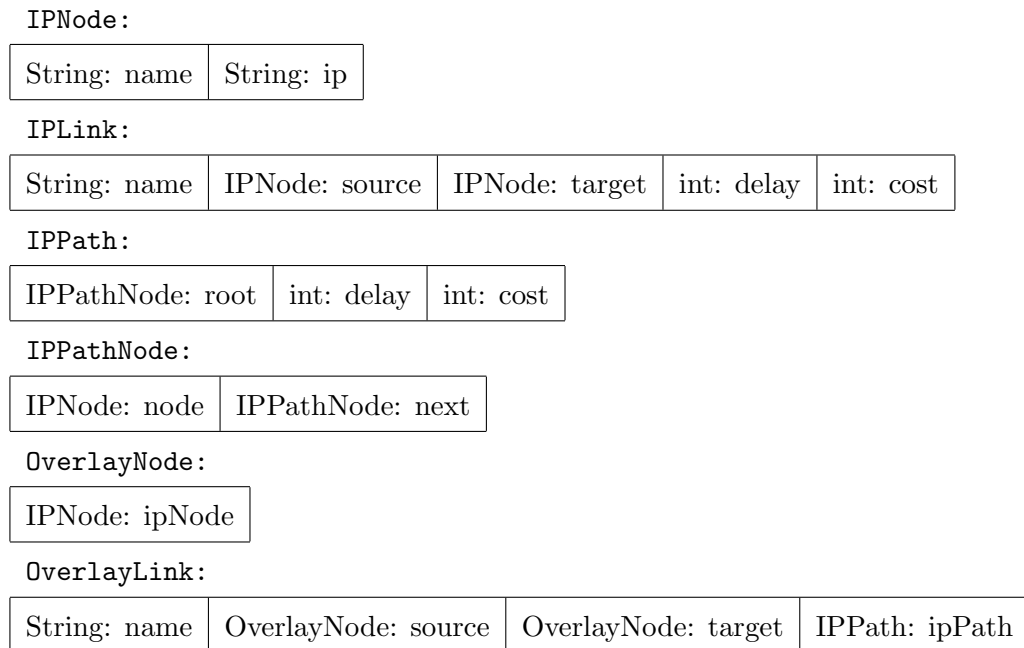 IPNode:
String: name String: ip
IPLink:
String: name IPNode: source IPNode: target int: delay int: cost
IPPath:
IPPathNode: root int: delay int: cost
IPPathNode:
IPNode: node IPPathNode: next
OverlayNode:
IPNode: ipNode
OverlayLink:
String: name OverlayNode: source OverlayNode: target IPPath: ipPath